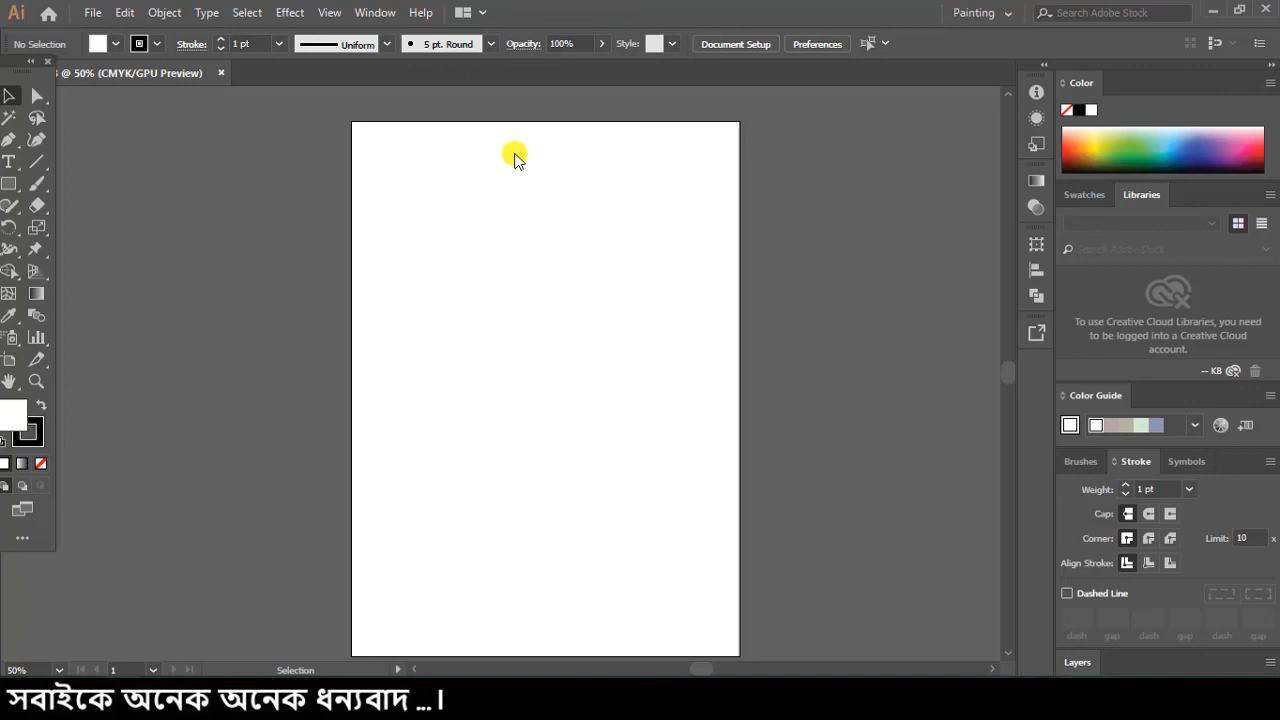 Ai File Edit Object Type Select Effect View Window Help Painting Search Adobe Stock
No Selection Stroke: 1 pt Uniform 5 pt. Round Opacity: 100% Style: Document Setup Preferences
@ 50% (CMYK/GPU Preview)
Color
Swatches Libraries
Search Adobe Stock
To use Creative Cloud Libraries, you need
to be logged into a Creative Cloud
account.
-- KB
Color Guide
Brushes Stroke Symbols
Weight: 1 pt
Cap:
Corner: Limit: 10 x
Align Stroke:
Dashed Line
dash gap dash gap dash gap
Layers
50% 1 Selection
সবাইকে অনেক অনেক ধন্যবাদ ...।